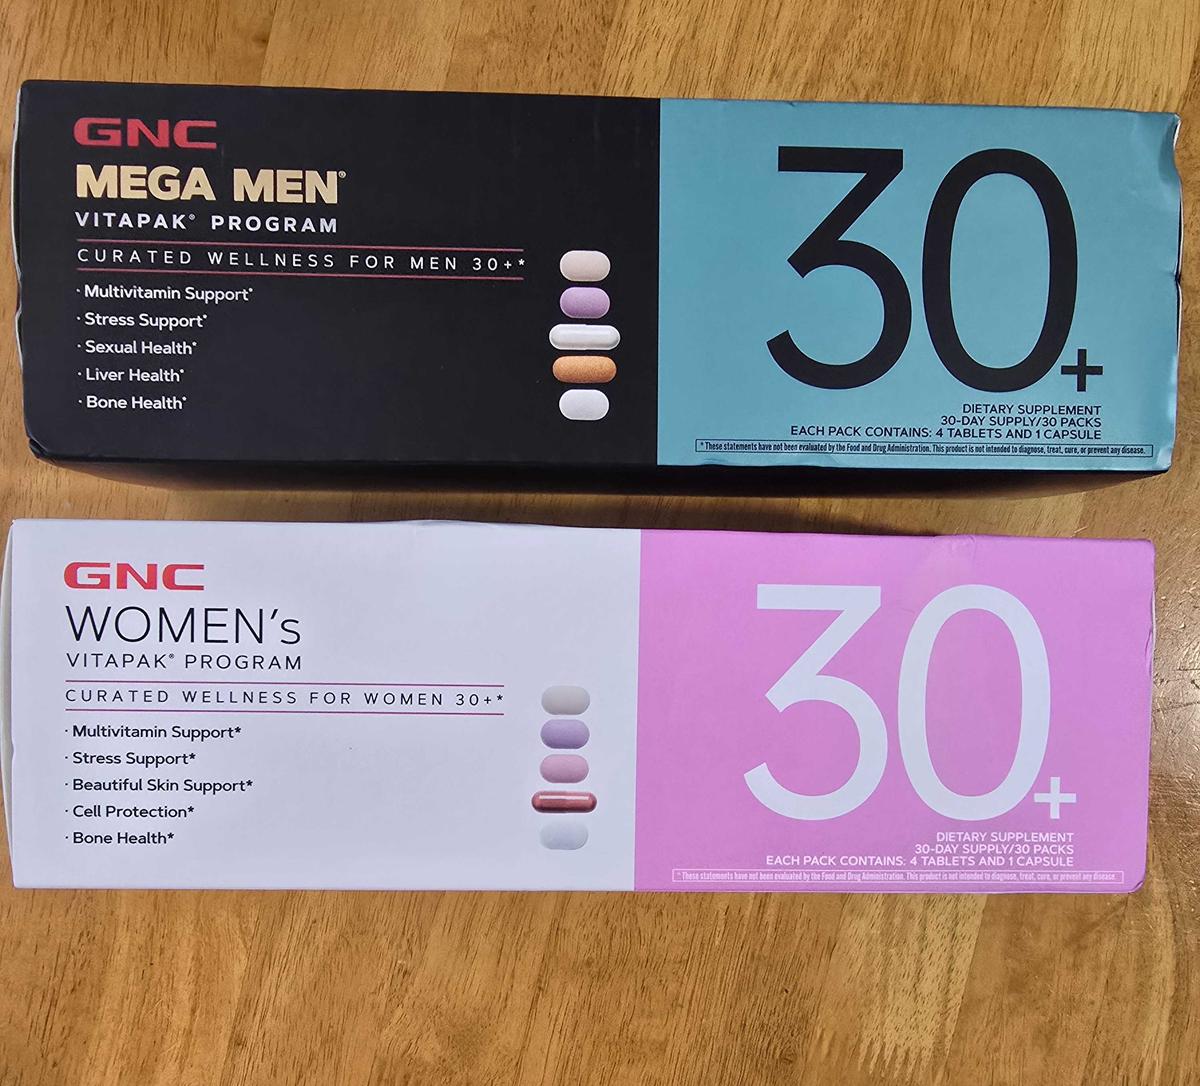 GNC
MEGA MEN®
VITAPAK® PROGRAM
CURATED WELLNESS FOR MEN 30+*
· Multivitamin Support*
· Stress Support*
· Sexual Health*
· Liver Health*
· Bone Health*
30+
DIETARY SUPPLEMENT
30-DAY SUPPLY/30 PACKS
EACH PACK CONTAINS: 4 TABLETS AND 1 CAPSULE
* These statements have not been evaluated by the Food and Drug Administration. This product is not intended to diagnose, treat, cure, or prevent any disease.
GNC
WOMEN's
VITAPAK® PROGRAM
CURATED WELLNESS FOR WOMEN 30+*
· Multivitamin Support*
· Stress Support*
· Beautiful Skin Support*
· Cell Protection*
· Bone Health*
30+
DIETARY SUPPLEMENT
30-DAY SUPPLY/30 PACKS
EACH PACK CONTAINS: 4 TABLETS AND 1 CAPSULE
* These statements have not been evaluated by the Food and Drug Administration. This product is not intended to diagnose, treat, cure, or prevent any disease.